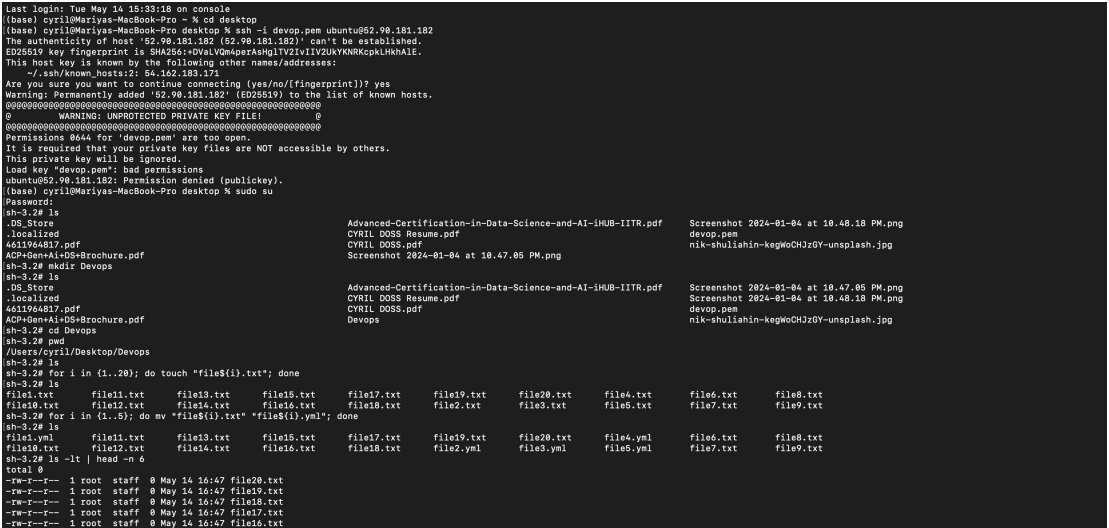 Last login: Tue May 14 15:33:18 on console
[(base) cyril@Mariyas-MacBook-Pro ~ % cd desktop
[(base) cyril@Mariyas-MacBook-Pro desktop % ssh -i devop.pem ubuntu@52.90.181.182
The authenticity of host '52.90.181.182 (52.90.181.182)' can't be established.
ED25519 key fingerprint is SHA256:+DVaLVQm4perAsHglTV2IvIIV2UkYKNRKcpkLHkhAlE.
This host key is known by the following other names/addresses:
    ~/.ssh/known_hosts:2: 54.162.183.171
Are you sure you want to continue connecting (yes/no/[fingerprint])? yes
Warning: Permanently added '52.90.181.182' (ED25519) to the list of known hosts.
@@@@@@@@@@@@@@@@@@@@@@@@@@@@@@@@@@@@@@@@@@@@@@@@@@@@@@@@@@@
@         WARNING: UNPROTECTED PRIVATE KEY FILE!          @
@@@@@@@@@@@@@@@@@@@@@@@@@@@@@@@@@@@@@@@@@@@@@@@@@@@@@@@@@@@
Permissions 0644 for 'devop.pem' are too open.
It is required that your private key files are NOT accessible by others.
This private key will be ignored.
Load key "devop.pem": bad permissions
ubuntu@52.90.181.182: Permission denied (publickey).
[(base) cyril@Mariyas-MacBook-Pro desktop % sudo su
[Password:
[sh-3.2# ls
.DS_Store Advanced-Certification-in-Data-Science-and-AI-iHUB-IITR.pdf Screenshot 2024-01-04 at 10.48.18 PM.png
.localized CYRIL DOSS Resume.pdf devop.pem
4611964817.pdf CYRIL DOSS.pdf nik-shuliahin-kegWoCHJzGY-unsplash.jpg
ACP+Gen+Ai+DS+Brochure.pdf Screenshot 2024-01-04 at 10.47.05 PM.png
[sh-3.2# mkdir Devops
[sh-3.2# ls
.DS_Store Advanced-Certification-in-Data-Science-and-AI-iHUB-IITR.pdf Screenshot 2024-01-04 at 10.47.05 PM.png
.localized CYRIL DOSS Resume.pdf Screenshot 2024-01-04 at 10.48.18 PM.png
4611964817.pdf CYRIL DOSS.pdf devop.pem
ACP+Gen+Ai+DS+Brochure.pdf Devops nik-shuliahin-kegWoCHJzGY-unsplash.jpg
[sh-3.2# cd Devops
[sh-3.2# pwd
/Users/cyril/Desktop/Devops
[sh-3.2# ls
sh-3.2# for i in {1..20}; do touch "file${i}.txt"; done
[sh-3.2# ls
file1.txt file11.txt file13.txt file15.txt file17.txt file19.txt file20.txt file4.txt file6.txt file8.txt
file10.txt file12.txt file14.txt file16.txt file18.txt file2.txt file3.txt file5.txt file7.txt file9.txt
sh-3.2# for i in {1..5}; do mv "file${i}.txt" "file${i}.yml"; done
[sh-3.2# ls
file1.yml file11.txt file13.txt file15.txt file17.txt file19.txt file20.txt file4.yml file6.txt file8.txt
file10.txt file12.txt file14.txt file16.txt file18.txt file2.yml file3.yml file5.yml file7.txt file9.txt
sh-3.2# ls -lt | head -n 6
total 0
-rw-r--r--  1 root  staff  0 May 14 16:47 file20.txt
-rw-r--r--  1 root  staff  0 May 14 16:47 file19.txt
-rw-r--r--  1 root  staff  0 May 14 16:47 file18.txt
-rw-r--r--  1 root  staff  0 May 14 16:47 file17.txt
-rw-r--r--  1 root  staff  0 May 14 16:47 file16.txt